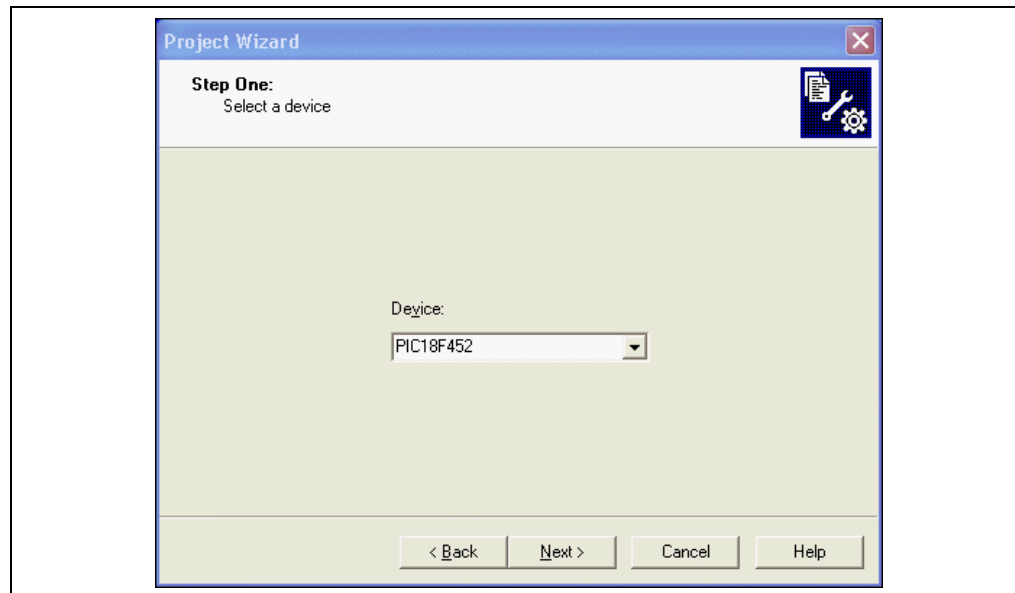 Project Wizard
Step One:
Select a device
Device:
PIC18F452
< Back Next > Cancel Help